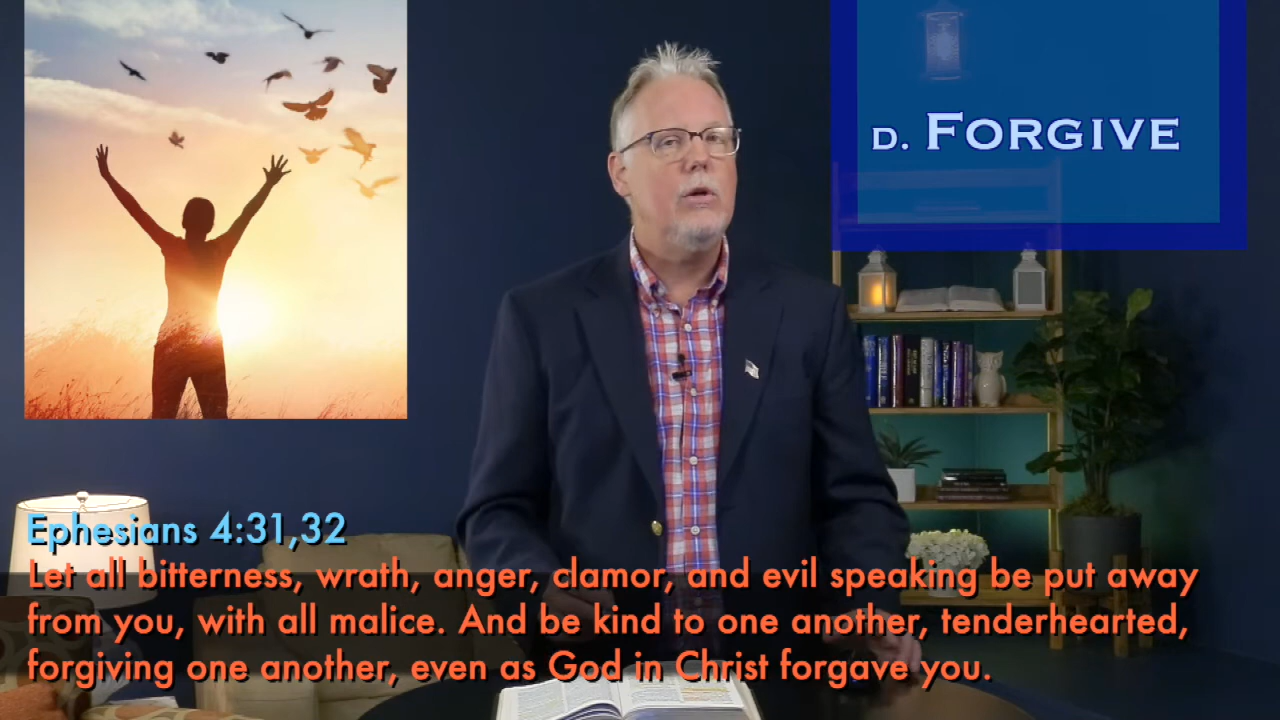 D. FORGIVE
Ephesians 4:31,32
Let all bitterness, wrath, anger, clamor, and evil speaking be put away
from you, with all malice. And be kind to one another, tenderhearted,
forgiving one another, even as God in Christ forgave you.